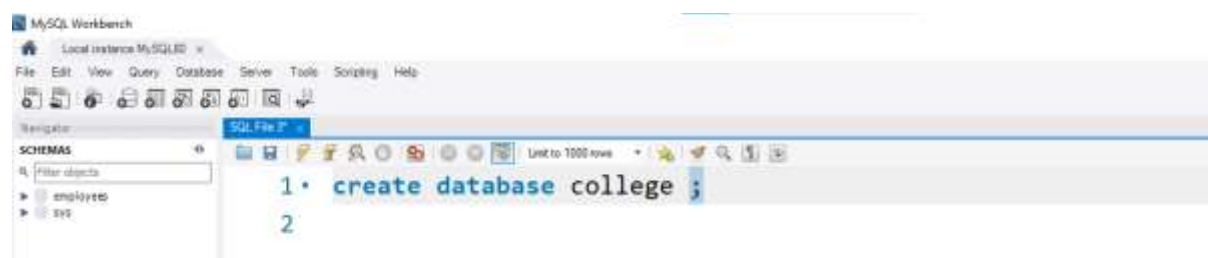 MySQL Workbench
Local instance MySQL80 ×
File Edit View Query Database Server Tools Scripting Help
Navigator
SQL File 3* ×
SCHEMAS
Limit to 1000 rows
Filter objects
1 create database college ;
employees
sys
2